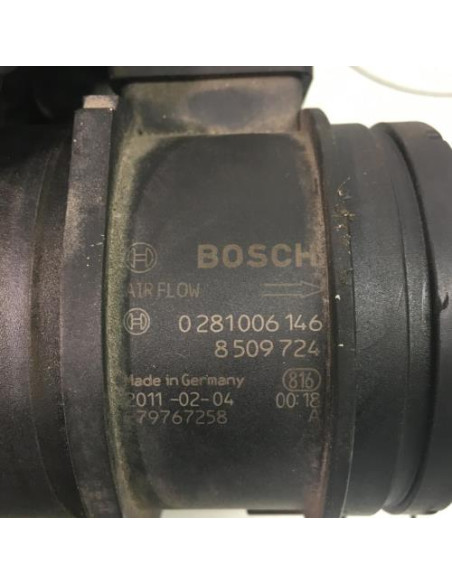 BOSCH
AIR FLOW
0 281 006 146
8 509 724
Made in Germany 816
2011-02-04 00:18
79767258 A